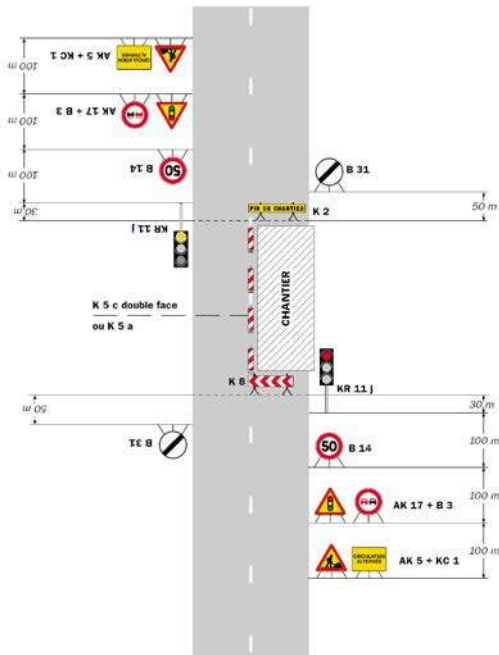 100 m
AK 5 + KC 1
CIRCULATION
ALTERNEE
100 m
AK 17 + B 3
100 m
B 14
50
30 m
KR 11 j
B 31
50 m
FIN DE CHANTIER
K 2
K 5 c double face
ou K 5 a
CHANTIER
K 8
KR 11 j
30 m
50 m
B 31
50
B 14
100 m
AK 17 + B 3
100 m
AK 5 + KC 1
CIRCULATION
ALTERNEE
100 m